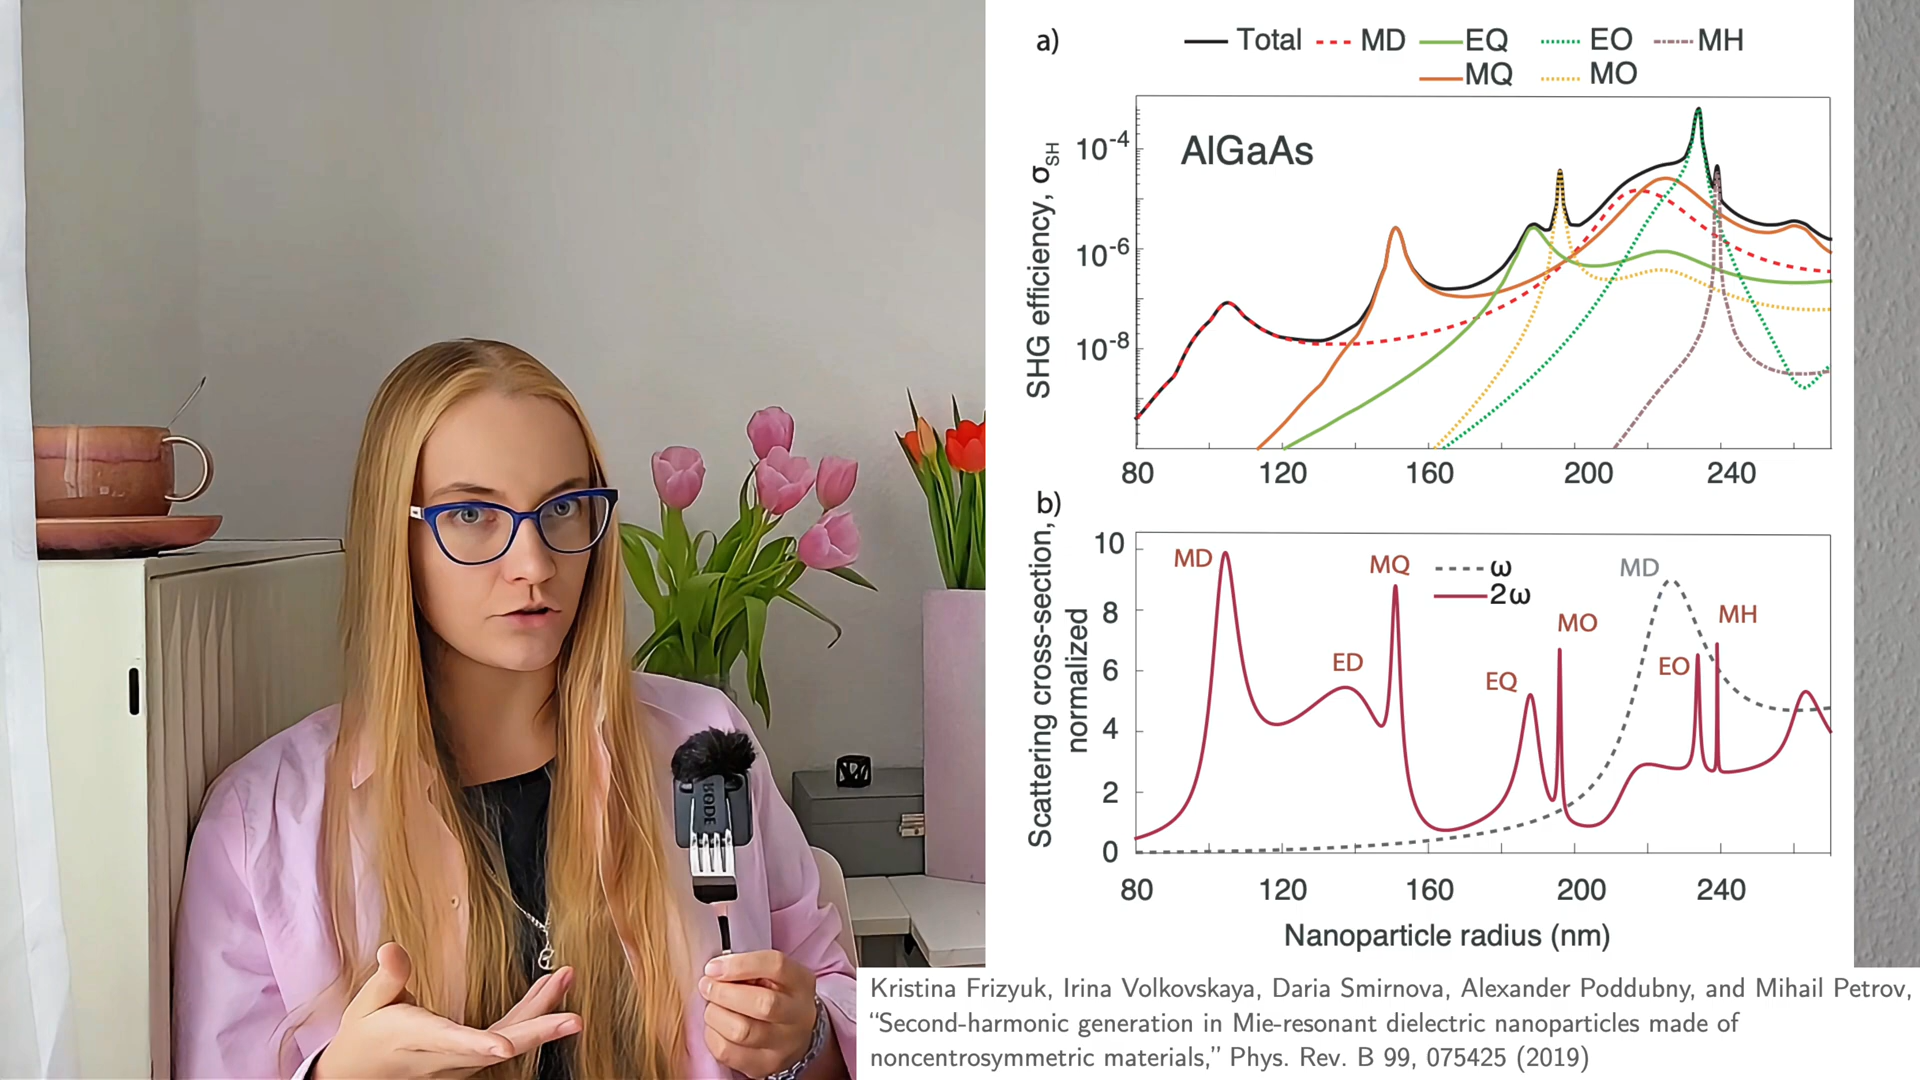 a)
Total MD EQ EO MH
MQ MO
AlGaAs
SHG efficiency, σSH
10-4
10-6
10-8
80 120 160 200 240
b)
Scattering cross-section,
normalized
10
8
6
4
2
0
MD
ED
MQ
EQ
MO
EO
MD
MH
ω
2ω
80 120 160 200 240
Nanoparticle radius (nm)
RODE
Kristina Frizyuk, Irina Volkovskaya, Daria Smirnova, Alexander Poddubny, and Mihail Petrov,
“Second-harmonic generation in Mie-resonant dielectric nanoparticles made of
noncentrosymmetric materials,” Phys. Rev. B 99, 075425 (2019)